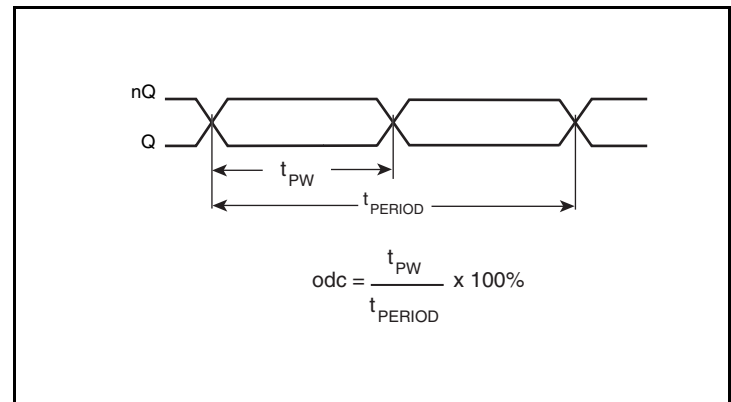 nQ
Q
tPW
tPERIOD
tPW
odc = x 100%
tPERIOD